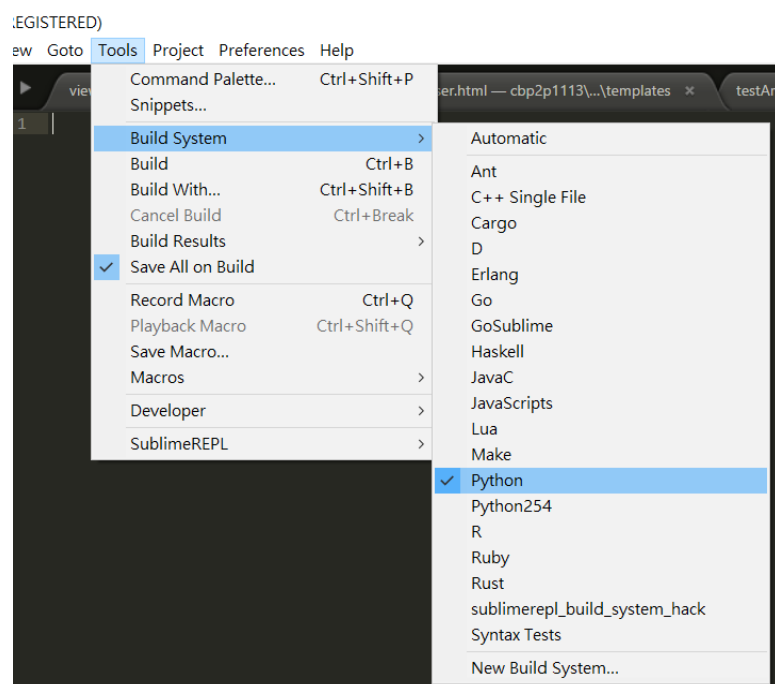 REGISTERED)
ew Goto Tools Project Preferences Help
Command Palette... Ctrl+Shift+P
Snippets...
Build System >
Build Ctrl+B
Build With... Ctrl+Shift+B
Cancel Build Ctrl+Break
Build Results >
Save All on Build
Record Macro Ctrl+Q
Playback Macro Ctrl+Shift+Q
Save Macro...
Macros >
Developer >
SublimeREPL >
vie
ser.html — cbp2p1113\...\templates ×
testAr
1
Automatic
Ant
C++ Single File
Cargo
D
Erlang
Go
GoSublime
Haskell
JavaC
JavaScripts
Lua
Make
Python
Python254
R
Ruby
Rust
sublimerepl_build_system_hack
Syntax Tests
New Build System...